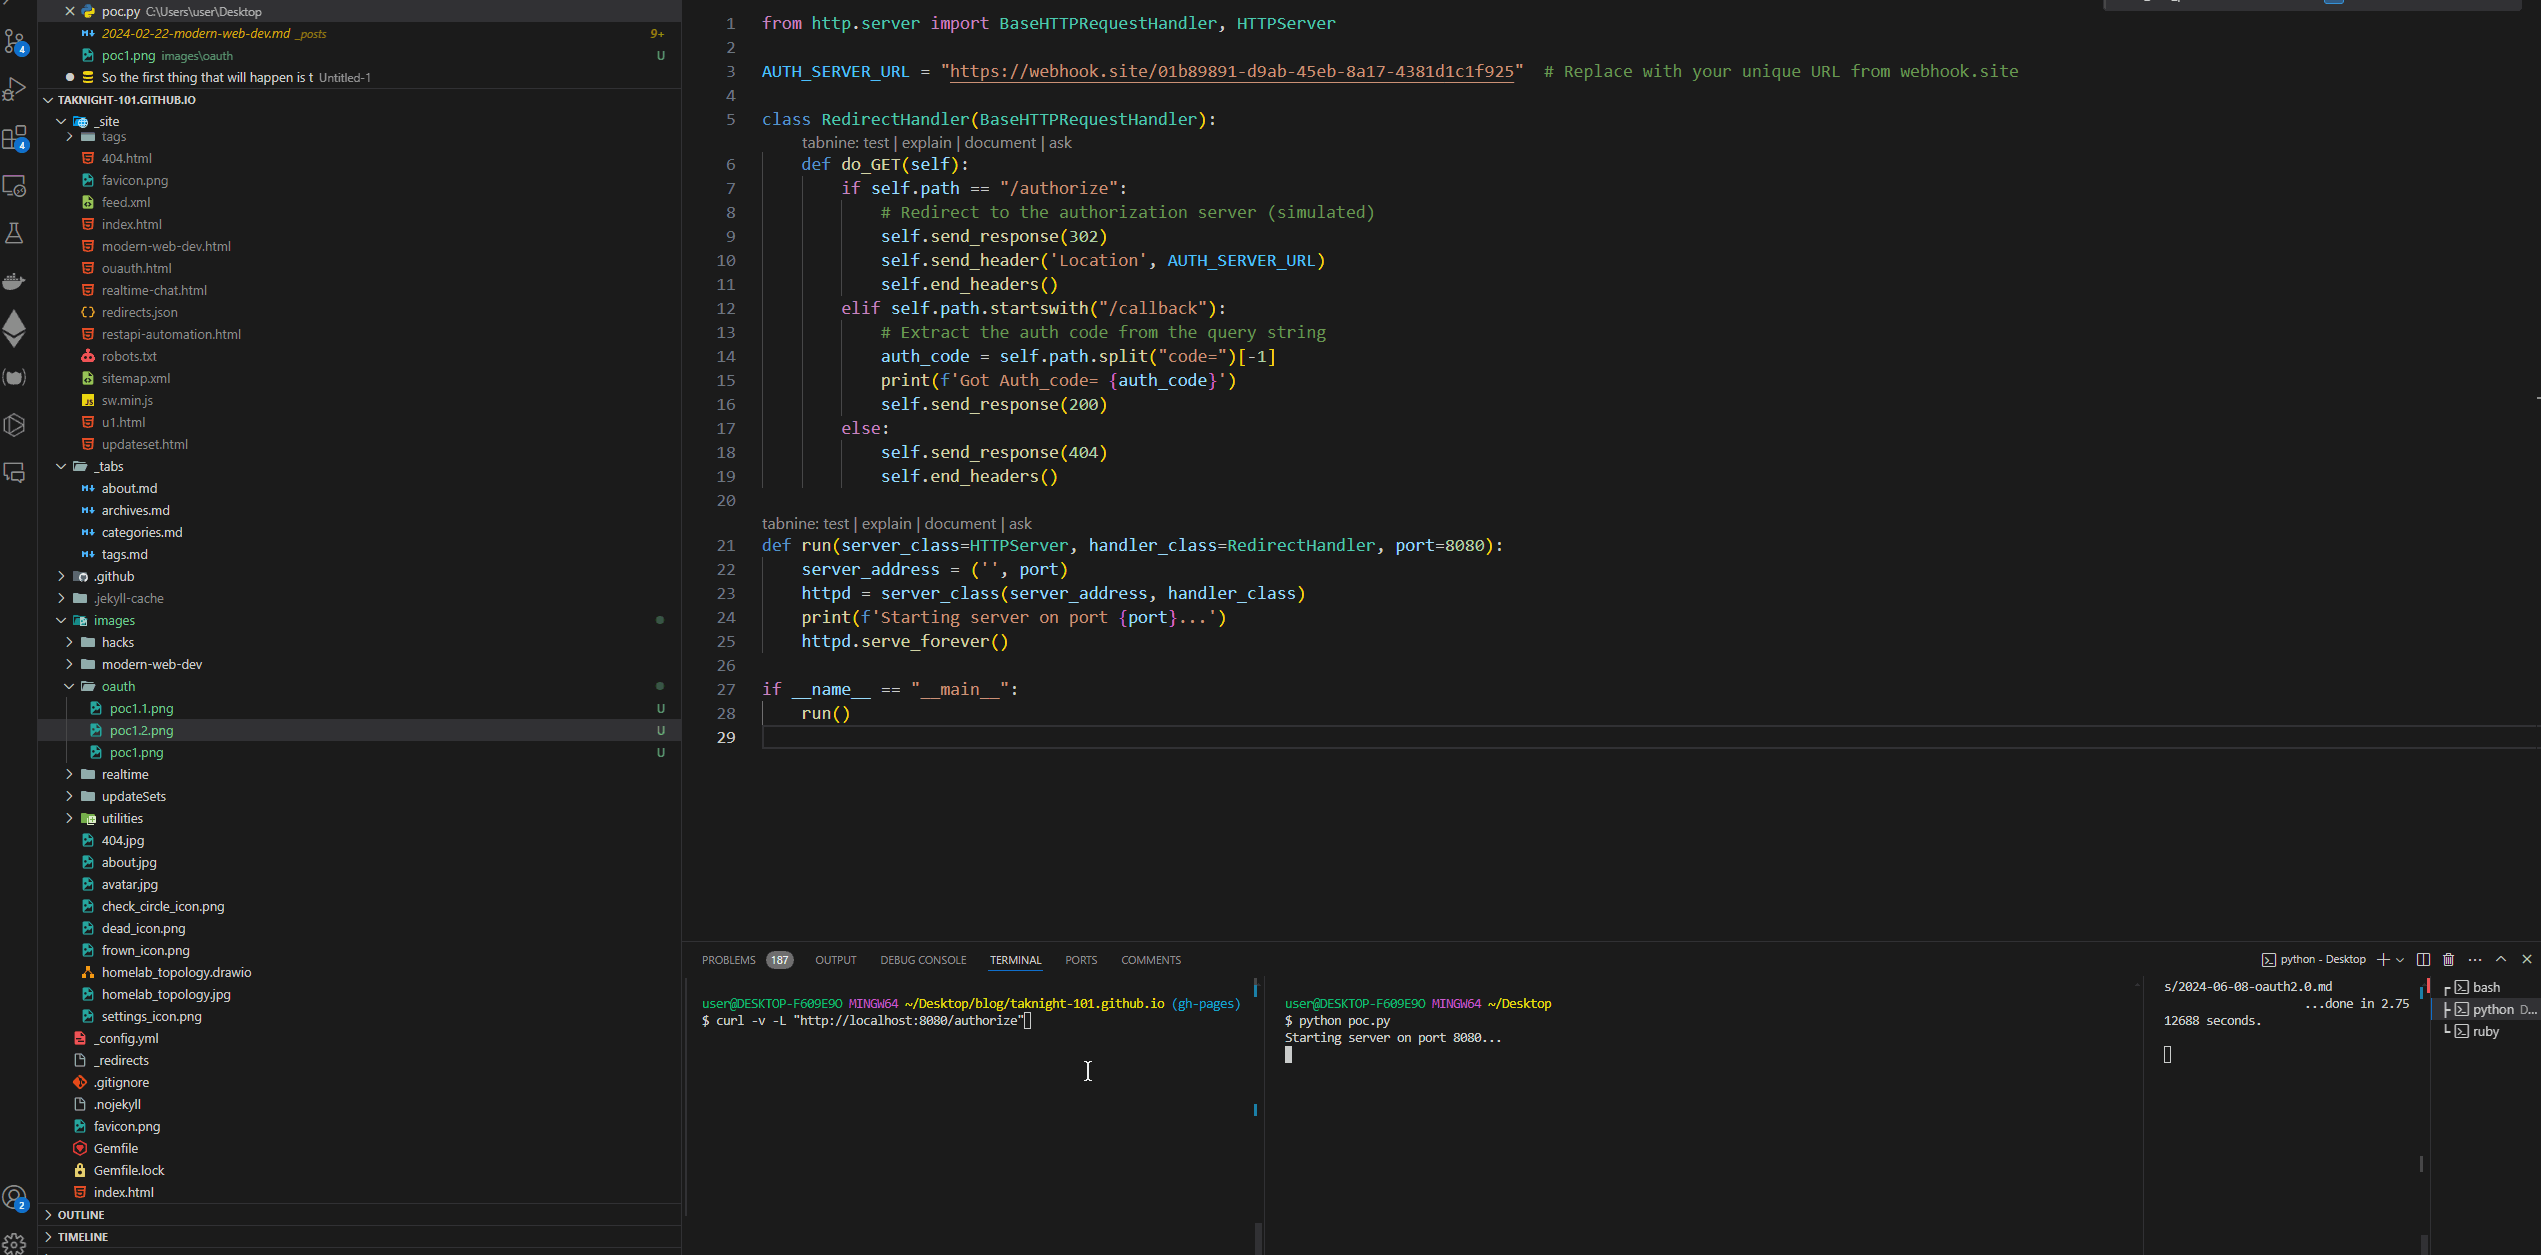 poc.py C:\Users\user\Desktop
2024-02-22-modern-web-dev.md _posts 9+
poc1.png images\oauth U
So the first thing that will happen is t Untitled-1
TAKNIGHT-101.GITHUB.IO
_site
tags
404.html
favicon.png
feed.xml
index.html
modern-web-dev.html
ouauth.html
realtime-chat.html
redirects.json
restapi-automation.html
robots.txt
sitemap.xml
sw.min.js
u1.html
updateset.html
_tabs
about.md
archives.md
categories.md
tags.md
.github
.jekyll-cache
images
hacks
modern-web-dev
oauth
poc1.1.png U
poc1.2.png U
poc1.png U
realtime
updateSets
utilities
404.jpg
about.jpg
avatar.jpg
check_circle_icon.png
dead_icon.png
frown_icon.png
homelab_topology.drawio
homelab_topology.jpg
settings_icon.png
_config.yml
_redirects
.gitignore
.nojekyll
favicon.png
Gemfile
Gemfile.lock
index.html
OUTLINE
TIMELINE
4
4
2
1 from http.server import BaseHTTPRequestHandler, HTTPServer
2
3 AUTH_SERVER_URL = "https://webhook.site/01b89891-d9ab-45eb-8a17-4381d1c1f925"  # Replace with your unique URL from webhook.site
4
5 class RedirectHandler(BaseHTTPRequestHandler):
tabnine: test | explain | document | ask
6     def do_GET(self):
7         if self.path == "/authorize":
8             # Redirect to the authorization server (simulated)
9             self.send_response(302)
10             self.send_header('Location', AUTH_SERVER_URL)
11             self.end_headers()
12         elif self.path.startswith("/callback"):
13             # Extract the auth code from the query string
14             auth_code = self.path.split("code=")[-1]
15             print(f'Got Auth_code= {auth_code}')
16             self.send_response(200)
17         else:
18             self.send_response(404)
19             self.end_headers()
20
tabnine: test | explain | document | ask
21 def run(server_class=HTTPServer, handler_class=RedirectHandler, port=8080):
22     server_address = ('', port)
23     httpd = server_class(server_address, handler_class)
24     print(f'Starting server on port {port}...')
25     httpd.serve_forever()
26
27 if __name__ == "__main__":
28     run()
29
PROBLEMS 187 OUTPUT DEBUG CONSOLE TERMINAL PORTS COMMENTS
python - Desktop
user@DESKTOP-F609E9O MINGW64 ~/Desktop/blog/taknight-101.github.io (gh-pages)
$ curl -v -L "http://localhost:8080/authorize"
user@DESKTOP-F609E9O MINGW64 ~/Desktop
$ python poc.py
Starting server on port 8080...
s/2024-06-08-oauth2.0.md
...done in 2.75
12688 seconds.
bash
python D...
ruby